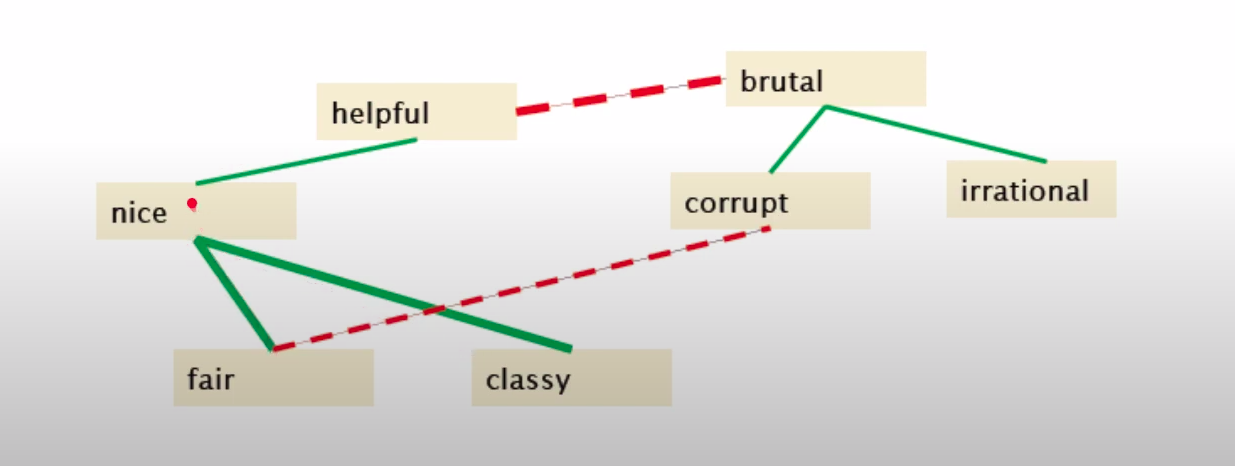 brutal
helpful
irrational
corrupt
nice
fair
classy